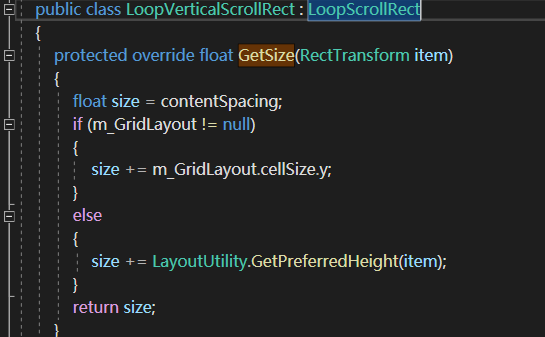 public class LoopVerticalScrollRect : LoopScrollRect
{
protected override float GetSize(RectTransform item)
{
float size = contentSpacing;
if (m_GridLayout != null)
{
size += m_GridLayout.cellSize.y;
}
else
{
size += LayoutUtility.GetPreferredHeight(item);
}
return size;
}